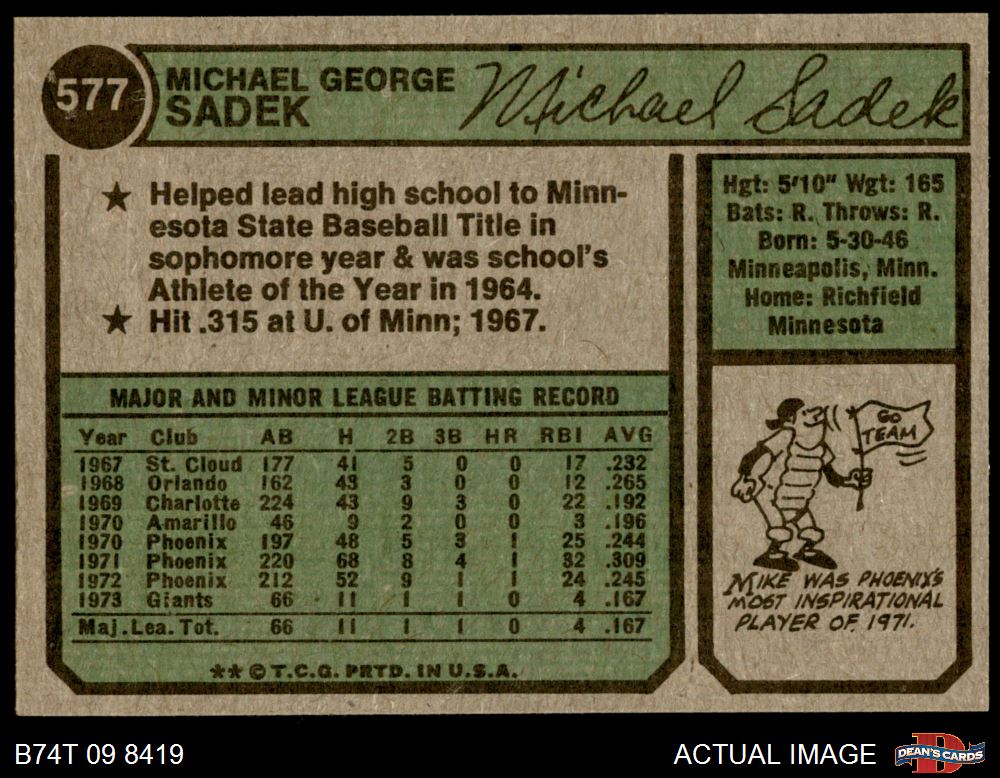 577
MICHAEL GEORGE
SADEK
Michael Sadek
★ Helped lead high school to Minn-
esota State Baseball Title in
sophomore year & was school's
Athlete of the Year in 1964.
★ Hit .315 at U. of Minn; 1967.
Hgt: 5'10" Wgt: 165
Bats: R. Throws: R.
Born: 5-30-46
Minneapolis, Minn.
Home: Richfield
Minnesota
MAJOR AND MINOR LEAGUE BATTING RECORD
Year Club AB H 2B 3B HR RBI AVG
1967 St. Cloud 177 41 5 0 0 17 .232
1968 Orlando 162 43 3 0 0 12 .265
1969 Charlotte 224 43 9 3 0 22 .192
1970 Amarillo 46 9 2 0 0 3 .196
1970 Phoenix 197 48 5 3 1 25 .244
1971 Phoenix 220 68 8 4 1 32 .309
1972 Phoenix 212 52 9 1 1 24 .245
1973 Giants 66 11 1 1 0 4 .167
Maj. Lea. Tot. 66 11 1 1 0 4 .167
** © T.C.G. PRTD. IN U.S.A.
GO
TEAM
MIKE WAS PHOENIX'S
MOST INSPIRATIONAL
PLAYER OF 1971.
B74T 09 8419
ACTUAL IMAGE
DEAN'S CARDS